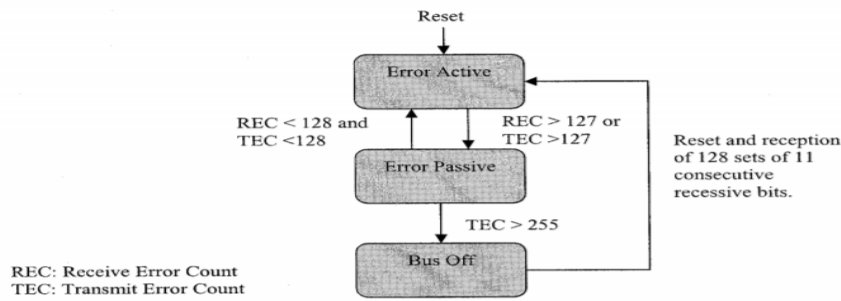 Reset
Error Active
REC < 128 and
TEC <128
REC > 127 or
TEC >127
Reset and reception
of 128 sets of 11
consecutive
recessive bits.
Error Passive
TEC > 255
Bus Off
REC: Receive Error Count
TEC: Transmit Error Count